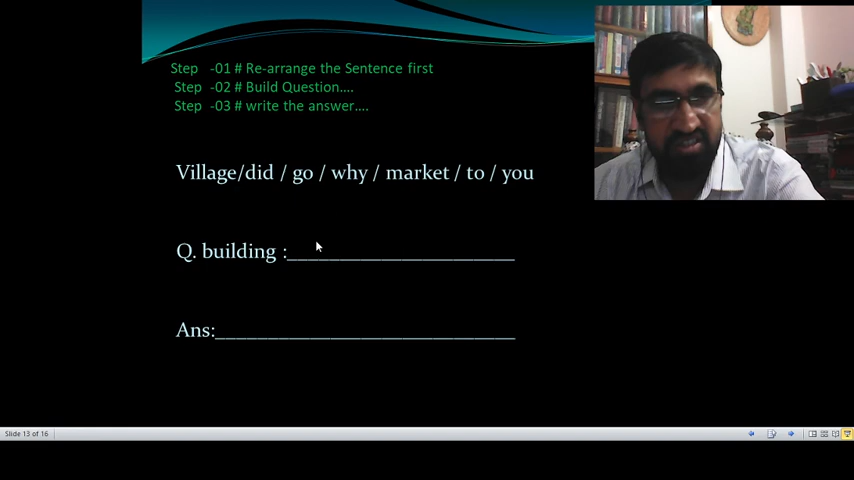 Step -01 # Re-arrange the Sentence first
Step -02 # Build Question....
Step -03 # write the answer....
Village/did / go / why / market / to / you
Q. building :______________________
Ans:_____________________________
Slide 13 of 16